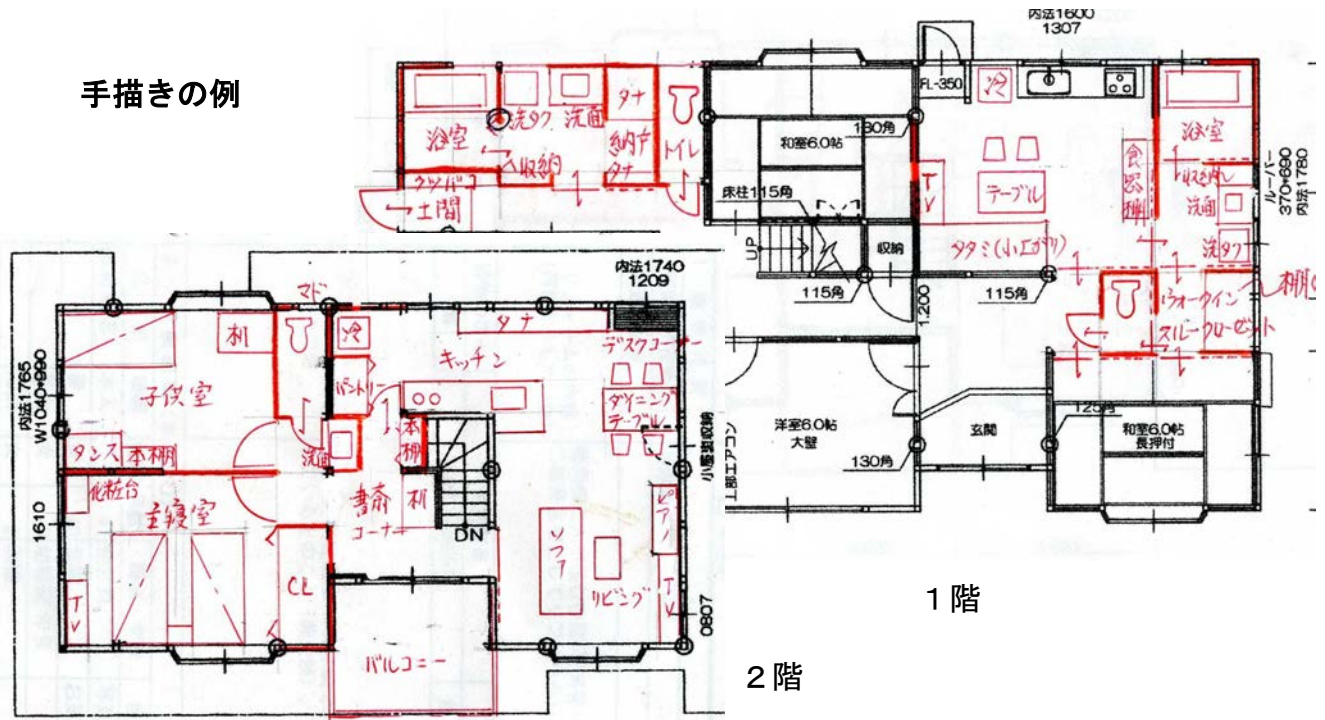 手描きの例
内法1600
1307
FL-350
冷
浴室
洗タク
洗面
収納
タナ
納戸
タナ
トイレ
クツバコ
土間
和室6.0帖
130角
床柱115角
UP
収納
115角
1.200
115角
TV
テーブル
食器棚
タタミ(小上がり)
浴室
収納
洗面
洗タク
ルーバー
370*690
内法1780
棚
ウォークイン
スルークローゼット
洋室6.0帖
大壁
130角
上部エアコン
玄関
125角
和室6.0帖
長押付
1階
内法1740
1209
マド
机
子供室
タンス
本棚
内法1765
W1040*990
1610
化粧台
主寝室
TV
CL
洗面
冷
パントリー
キッチン
タナ
デスクコーナー
ダイニング
テーブル
本棚
書斎
コーナー
机
DN
ソファ
リビング
ピアノ
TV
小屋裏収納
0807
バルコニー
2階